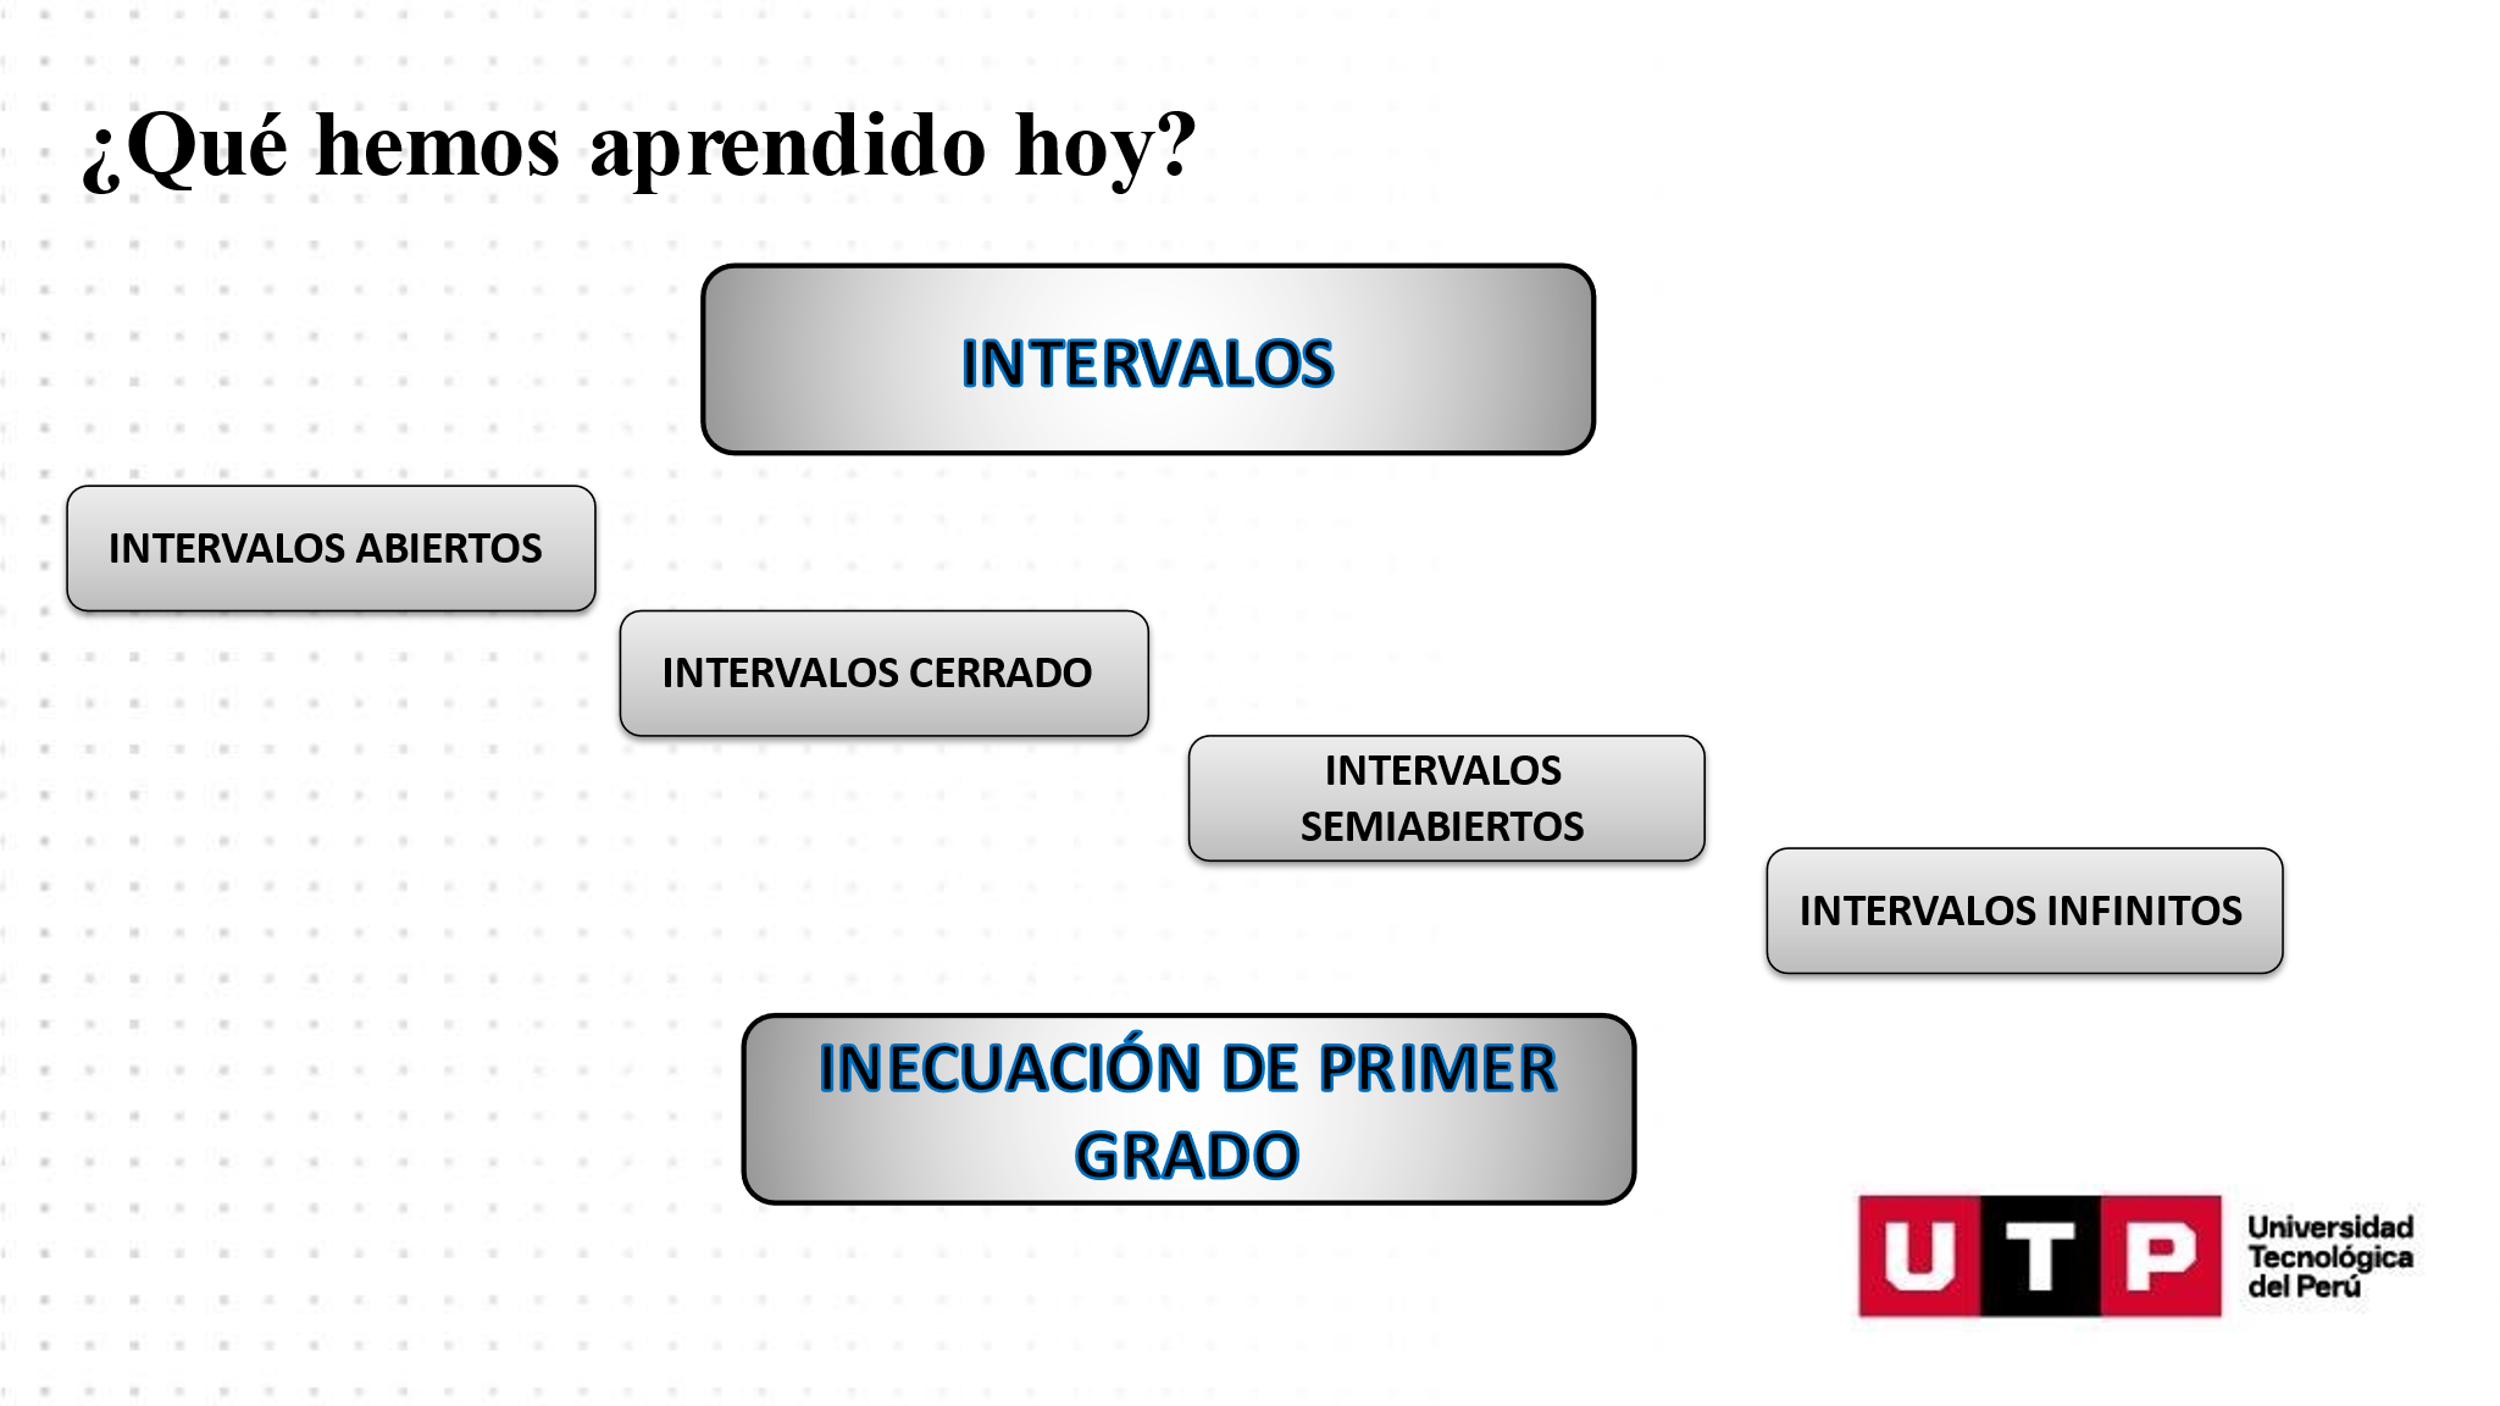 ¿Qué hemos aprendido hoy?
INTERVALOS
INTERVALOS ABIERTOS
INTERVALOS CERRADO
INTERVALOS
SEMIABIERTOS
INTERVALOS INFINITOS
INECUACIÓN DE PRIMER
GRADO
UTP
Universidad
Tecnológica
del Perú